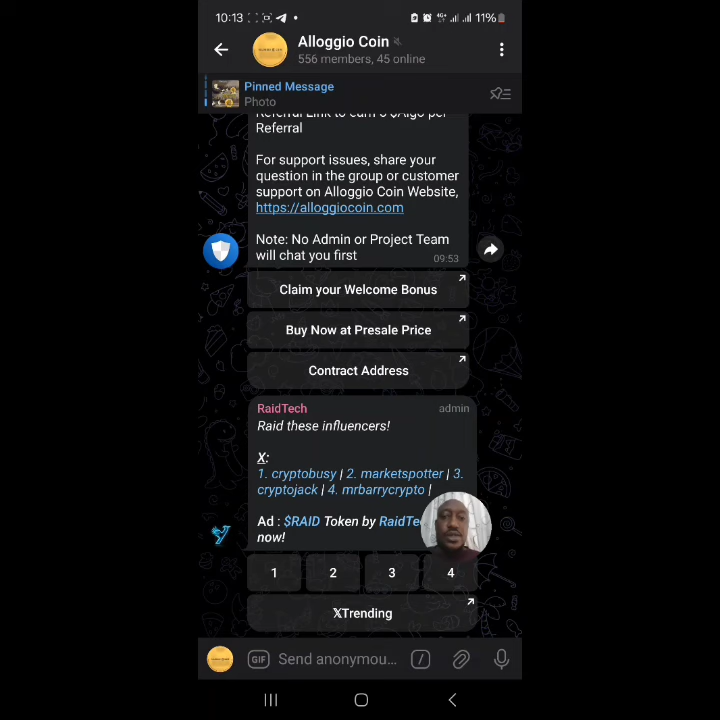 10:13 4G+ 11%
Alloggio Coin
556 members, 45 online
Pinned Message
Photo
Referral Link to earn 5 $Algo per
Referral
For support issues, share your
question in the group or customer
support on Alloggio Coin Website,
https://alloggiocoin.com
Note: No Admin or Project Team
will chat you first
09:53
Claim your Welcome Bonus
Buy Now at Presale Price
Contract Address
RaidTech admin
Raid these influencers!
X:
1. cryptobusy | 2. marketspotter | 3.
cryptojack | 4. mrbarrycrypto |
Ad : $RAID Token by
now!
1 2 3 4
𝕏Trending
GIF Send anonymou... /